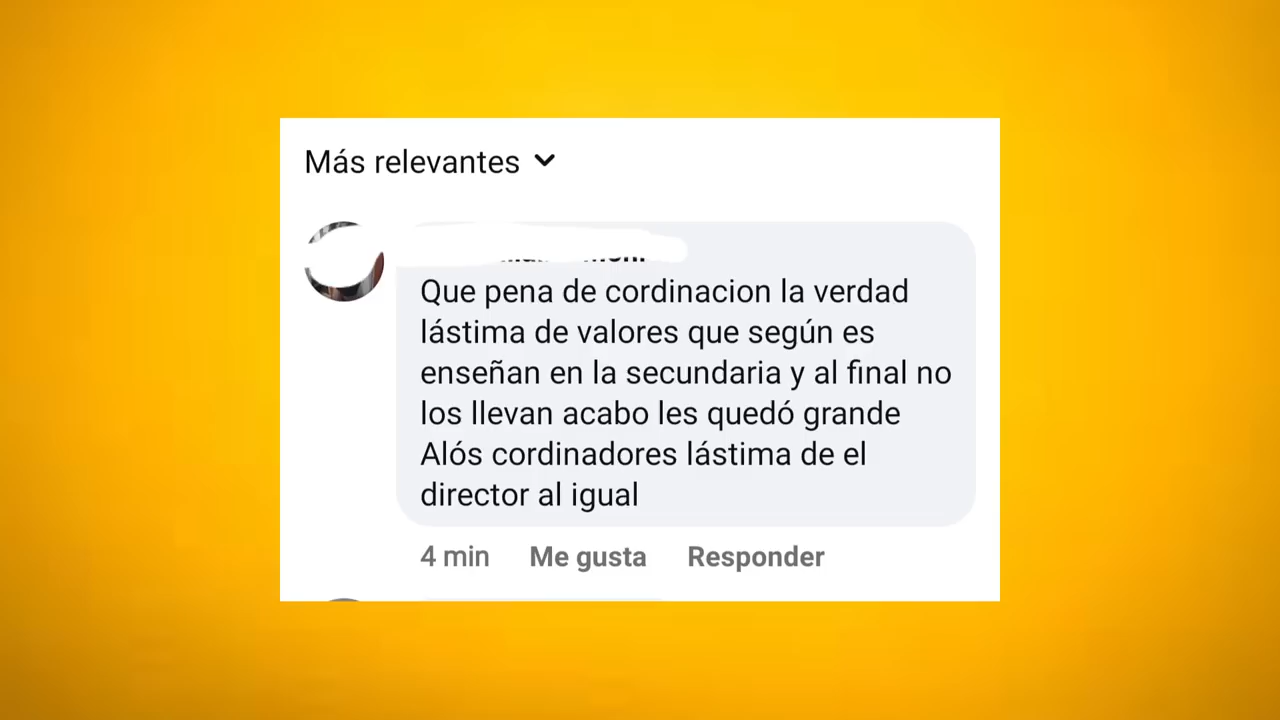 Más relevantes
Que pena de cordinacion la verdad
lástima de valores que según es
enseñan en la secundaria y al final no
los llevan acabo les quedó grande
Alós cordinadores lástima de el
director al igual
4 min Me gusta Responder